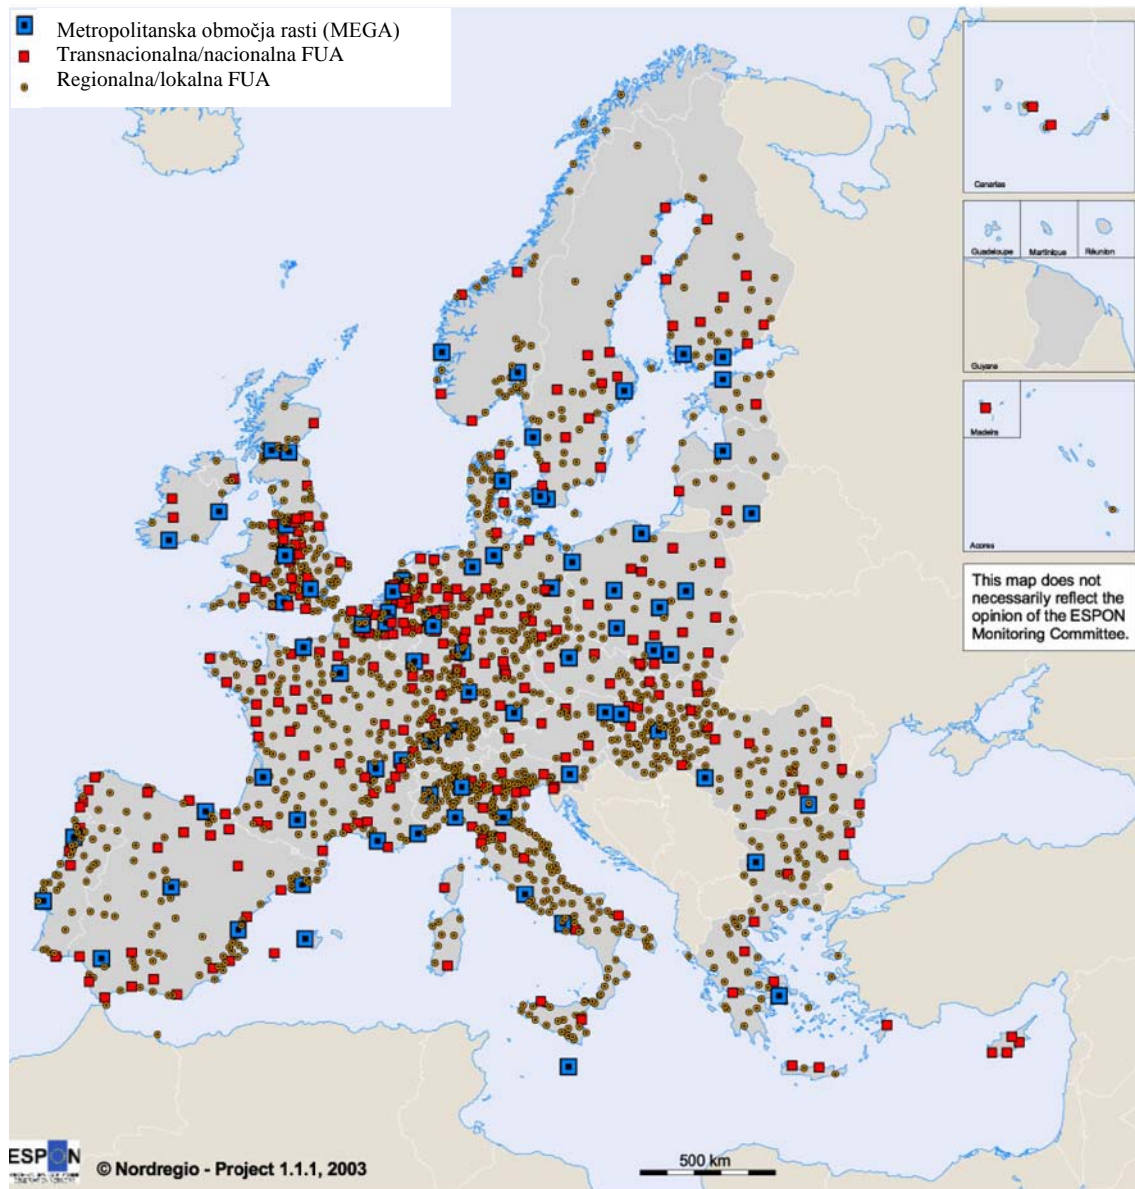 Metropolitanska območja rasti (MEGA)
Transnacionalna/nacionalna FUA
Regionalna/lokalna FUA
Canarias
Guadeloupe
Martinique
Réunion
Guyane
Madeira
Acores
This map does not
necessarily reflect the
opinion of the ESPON
Monitoring Committee.
ESPON
© Nordregio - Project 1.1.1, 2003
500 km